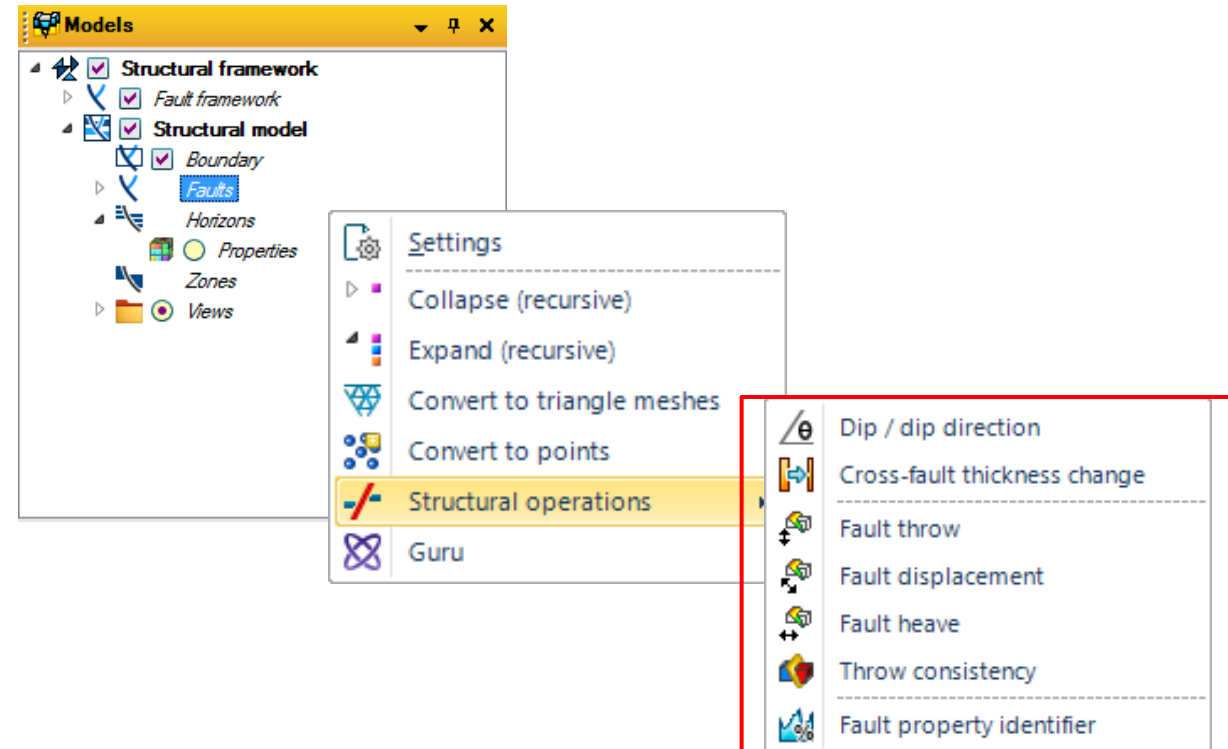 Models
Structural framework
Fault framework
Structural model
Boundary
Faults
Horizons
Properties
Zones
Views
Settings
Collapse (recursive)
Expand (recursive)
Convert to triangle meshes
Convert to points
Structural operations
Guru
θ
Dip / dip direction
Cross-fault thickness change
Fault throw
Fault displacement
Fault heave
Throw consistency
%
Fault property identifier